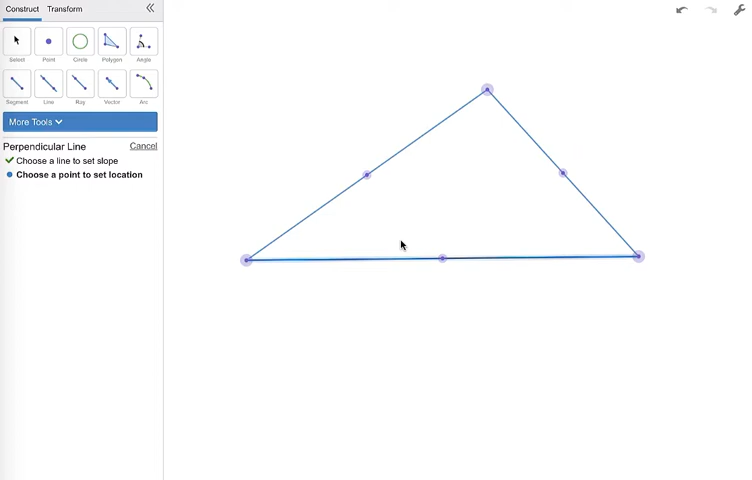 Construct Transform
Select Point Circle Polygon Angle
Segment Line Ray Vector Arc
More Tools
Perpendicular Line Cancel
Choose a line to set slope
Choose a point to set location